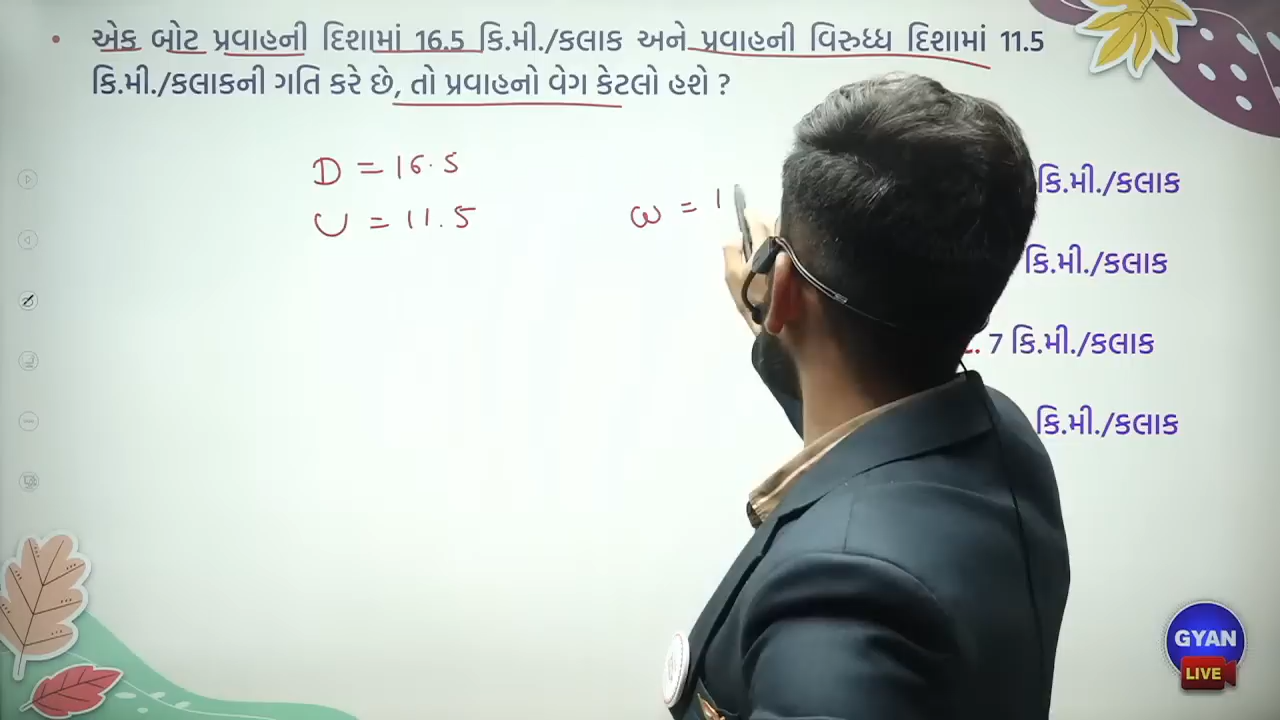 એક બોટ પ્રવાહની દિશામાં 16.5 કિ.મી./કલાક અને પ્રવાહની વિરુધ્ધ દિશામાં 11.5
કિ.મી./કલાકની ગતિ કરે છે, તો પ્રવાહનો વેગ કેટલો હશે ?
D = 16.5
U = 11.5
ω = 1
કિ.મી./કલાક
કિ.મી./કલાક
7 કિ.મી./કલાક
કિ.મી./કલાક
GYAN
LIVE